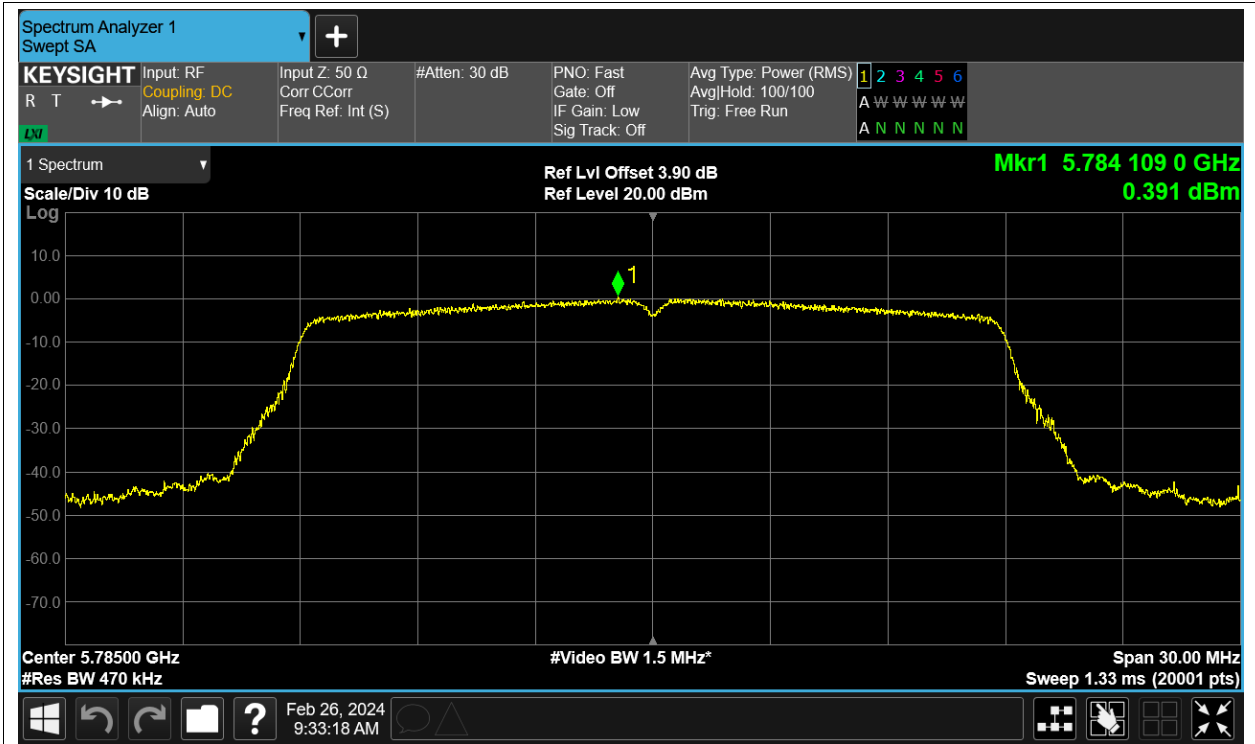 Spectrum Analyzer 1
Swept SA
+
KEYSIGHT
R T
LXI
Input: RF
Coupling: DC
Align: Auto
Input Z: 50 Ω
Corr CCorr
Freq Ref: Int (S)
#Atten: 30 dB
PNO: Fast
Gate: Off
IF Gain: Low
Sig Track: Off
Avg Type: Power (RMS)
Avg|Hold: 100/100
Trig: Free Run
1 2 3 4 5 6
A W W W W W
A N N N N N
1 Spectrum
Scale/Div 10 dB
Ref Lvl Offset 3.90 dB
Ref Level 20.00 dBm
Mkr1 5.784 109 0 GHz
0.391 dBm
Log
10.0
0.00
-10.0
-20.0
-30.0
-40.0
-50.0
-60.0
-70.0
1
Center 5.78500 GHz
#Res BW 470 kHz
#Video BW 1.5 MHz*
Span 30.00 MHz
Sweep 1.33 ms (20001 pts)
?
Feb 26, 2024
9:33:18 AM